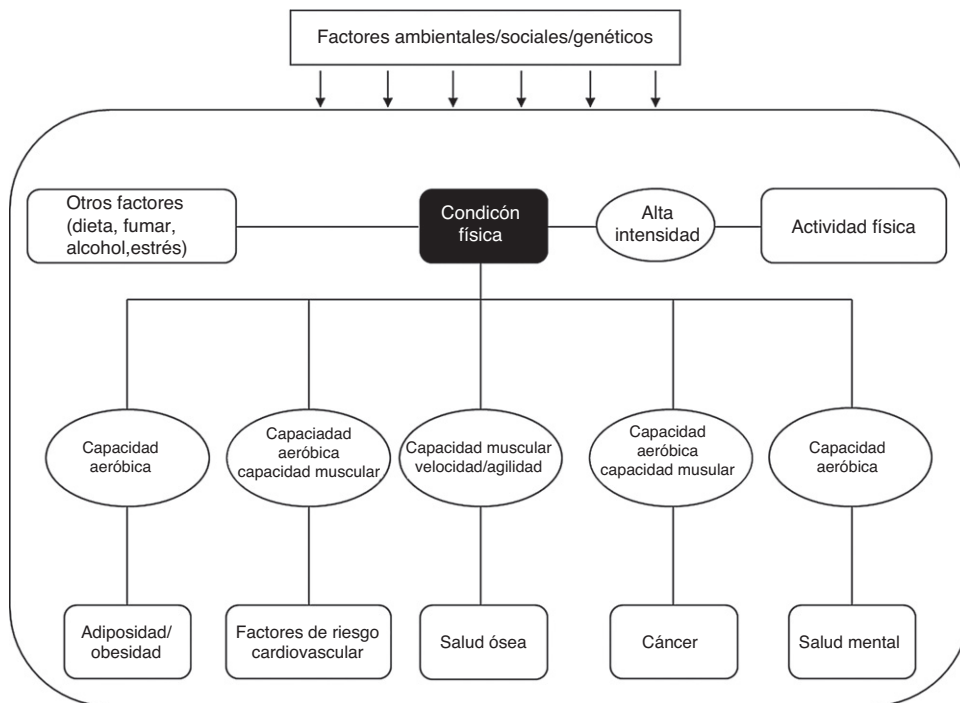 Factores ambientales/sociales/genéticos
Otros factores
(dieta, fumar,
alcohol,estrés)
Condicón
física
Alta
intensidad
Actividad física
Capacidad
aeróbica
Capaciadad
aeróbica
capacidad muscular
Capacidad muscular
velocidad/agilidad
Capacidad
aeróbica
capacidad musular
Capacidad
aeróbica
Adiposidad/
obesidad
Factores de riesgo
cardiovascular
Salud ósea
Cáncer
Salud mental